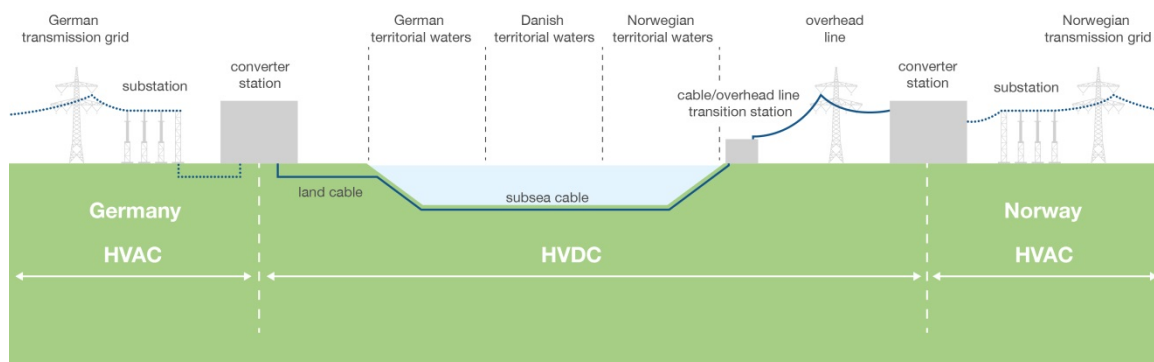 German
transmission grid
substation
converter
station
German
territorial waters
Danish
territorial waters
Norwegian
territorial waters
cable/overhead line
transition station
overhead
line
converter
station
substation
Norwegian
transmission grid
land cable
subsea cable
Germany
Norway
HVAC
HVDC
HVAC